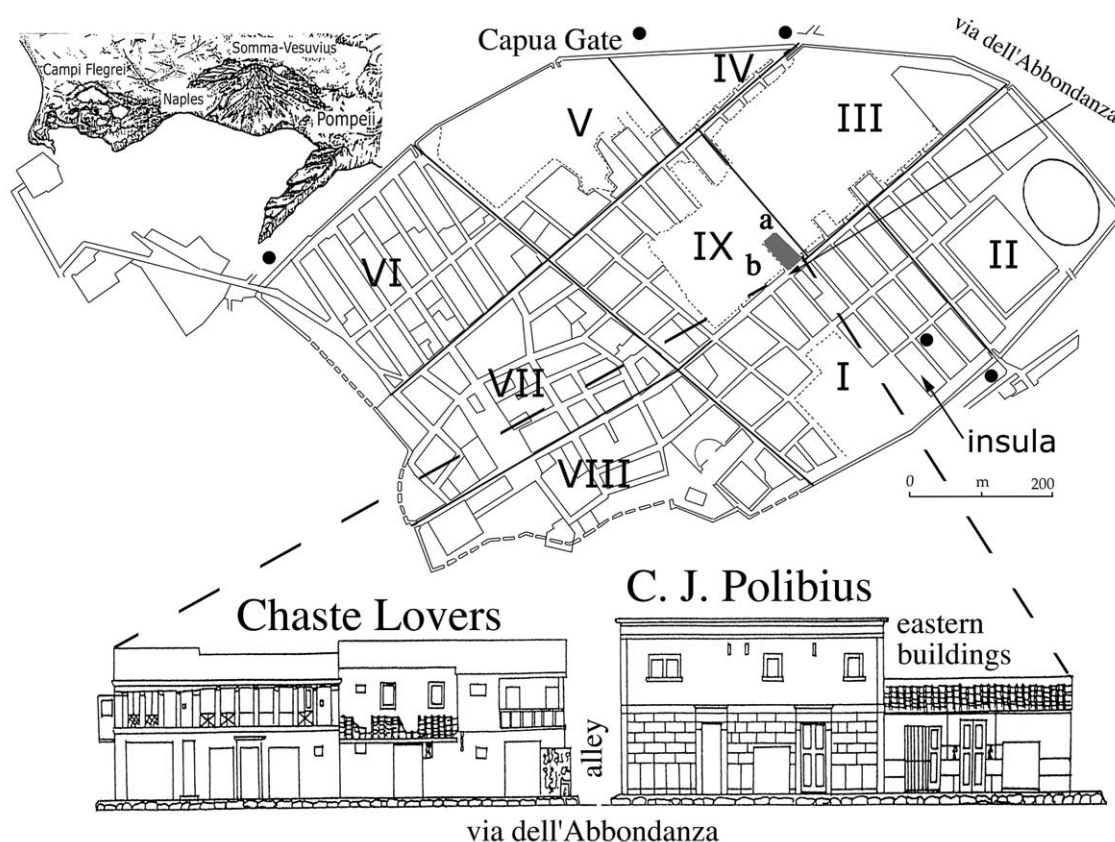 Somma-Vesuvius
Campi Flegrei
Naples
Pompeii
Capua Gate
via dell'Abbondanza
IV
V
III
a
IX
b
II
VI
I
VII
insula
VIII
0 m 200
C. J. Polibius
Chaste Lovers
eastern
buildings
alley
via dell'Abbondanza